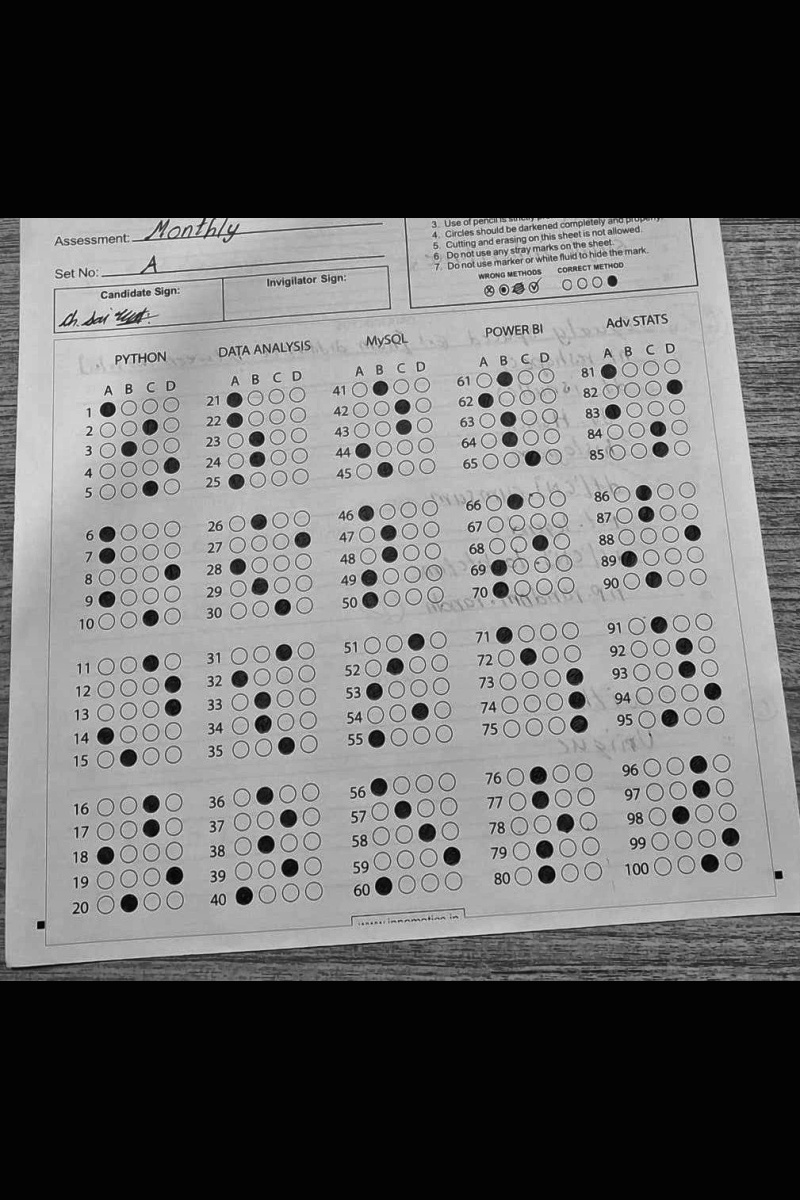 3. Use of pencil is strictly
4. Circles should be darkened completely and properly.
5. Cutting and erasing on this sheet is not allowed.
6. Do not use any stray marks on the sheet.
7. Do not use marker or white fluid to hide the mark.
WRONG METHODS CORRECT METHOD
Assessment: Monthly
Set No: A
Candidate Sign: Invigilator Sign:
Ch. Sai
PYTHON DATA ANALYSIS MySQL POWER BI Adv STATS
A B C D A B C D A B C D A B C D A B C D
1 21 41 61 81
2 22 42 62 82
3 23 43 63 83
4 24 44 64 84
5 25 45 65 85
6 26 46 66 86
7 27 47 67 87
8 28 48 68 88
9 29 49 69 89
10 30 50 70 90
11 31 51 71 91
12 32 52 72 92
13 33 53 73 93
14 34 54 74 94
15 35 55 75 95
16 36 56 76 96
17 37 57 77 97
18 38 58 78 98
19 39 59 79 99
20 40 60 80 100